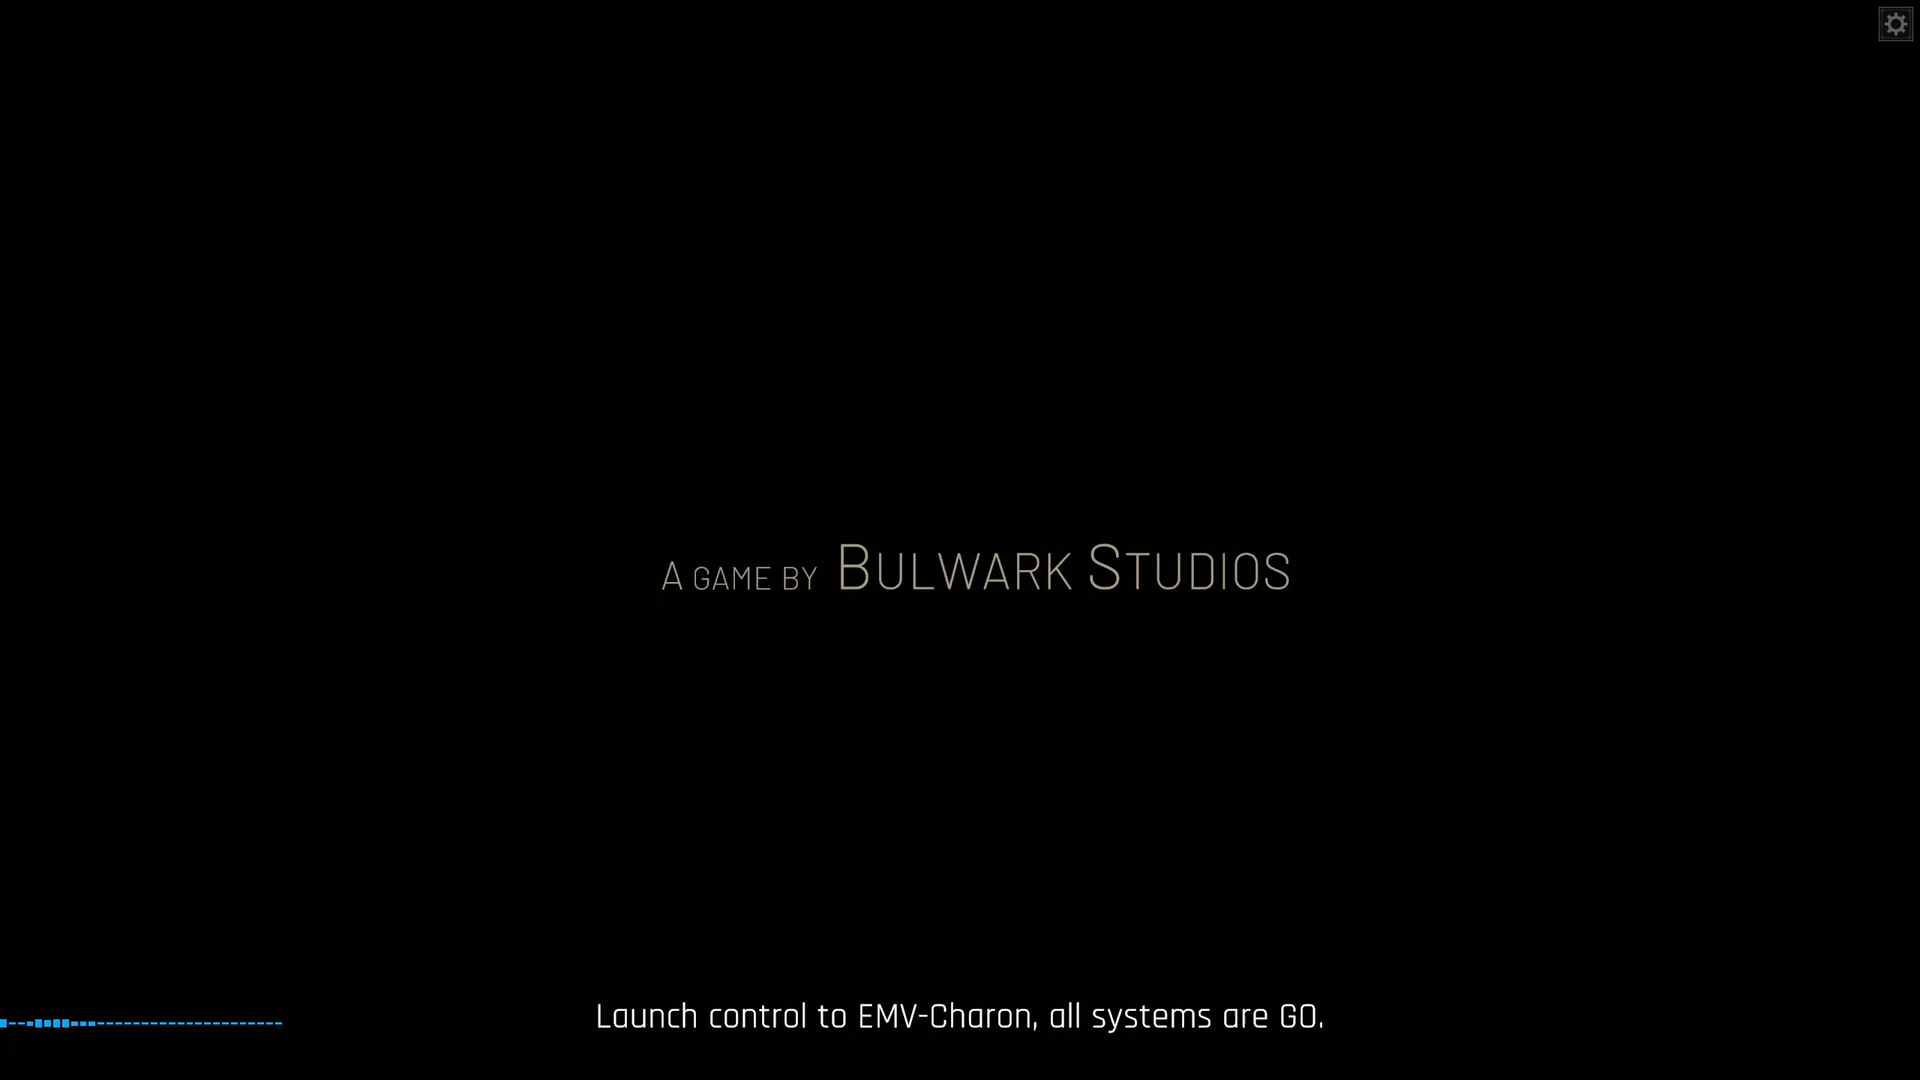 A GAME BY BULWARK STUDIOS
Launch control to EMV-Charon, all systems are GO.